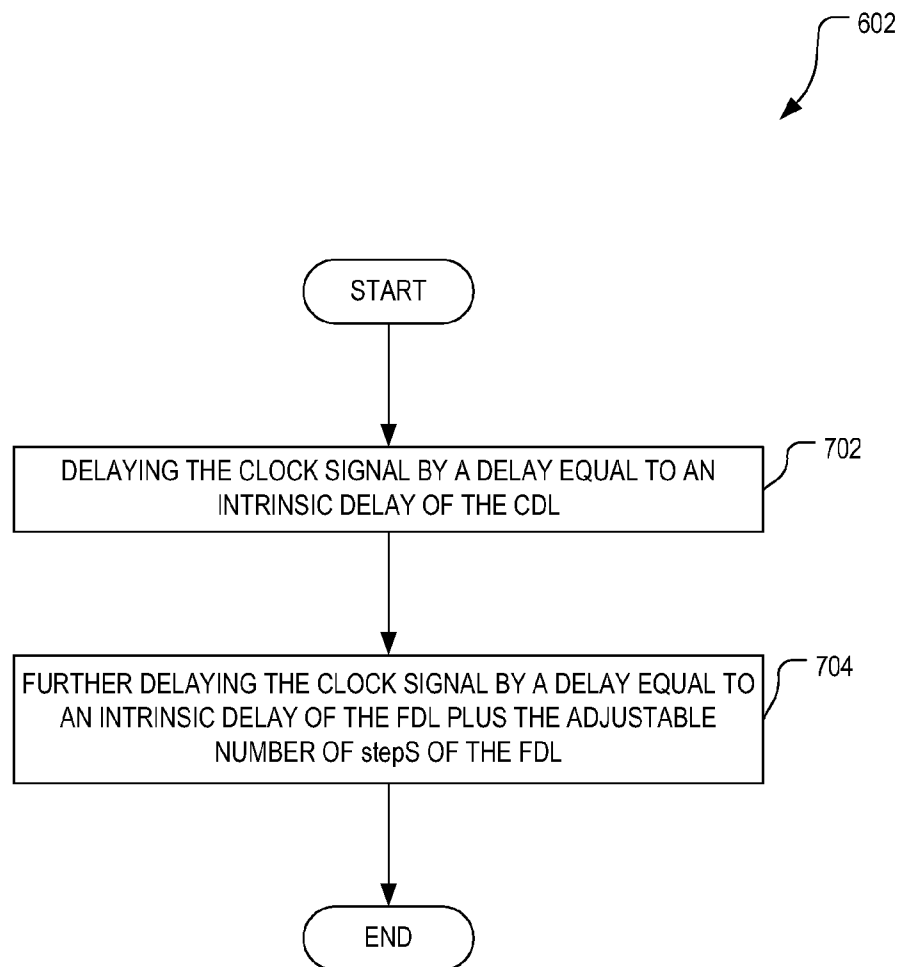 602
START
DELAYING THE CLOCK SIGNAL BY A DELAY EQUAL TO AN
INTRINSIC DELAY OF THE CDL
702
FURTHER DELAYING THE CLOCK SIGNAL BY A DELAY EQUAL TO
AN INTRINSIC DELAY OF THE FDL PLUS THE ADJUSTABLE
NUMBER OF stepS OF THE FDL
704
END